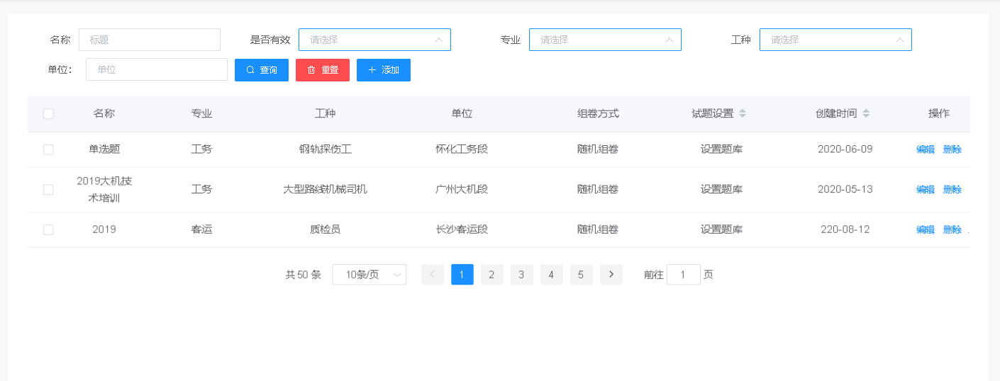 名称 标题 是否有效 请选择 专业 请选择 工种 请选择
单位: 单位 查询 重置 添加
名称 专业 工种 单位 组卷方式 试题设置 创建时间 操作
单选题 工务 钢轨探伤工 怀化工务段 随机组卷 设置题库 2020-06-09 编辑 删除
2019大机技
术培训 工务 大型路线机械司机 广州大机段 随机组卷 设置题库 2020-05-13 编辑 删除
2019 客运 质检员 长沙客运段 随机组卷 设置题库 220-08-12 编辑 删除 .
共 50 条 10条/页 1 2 3 4 5 前往 1 页